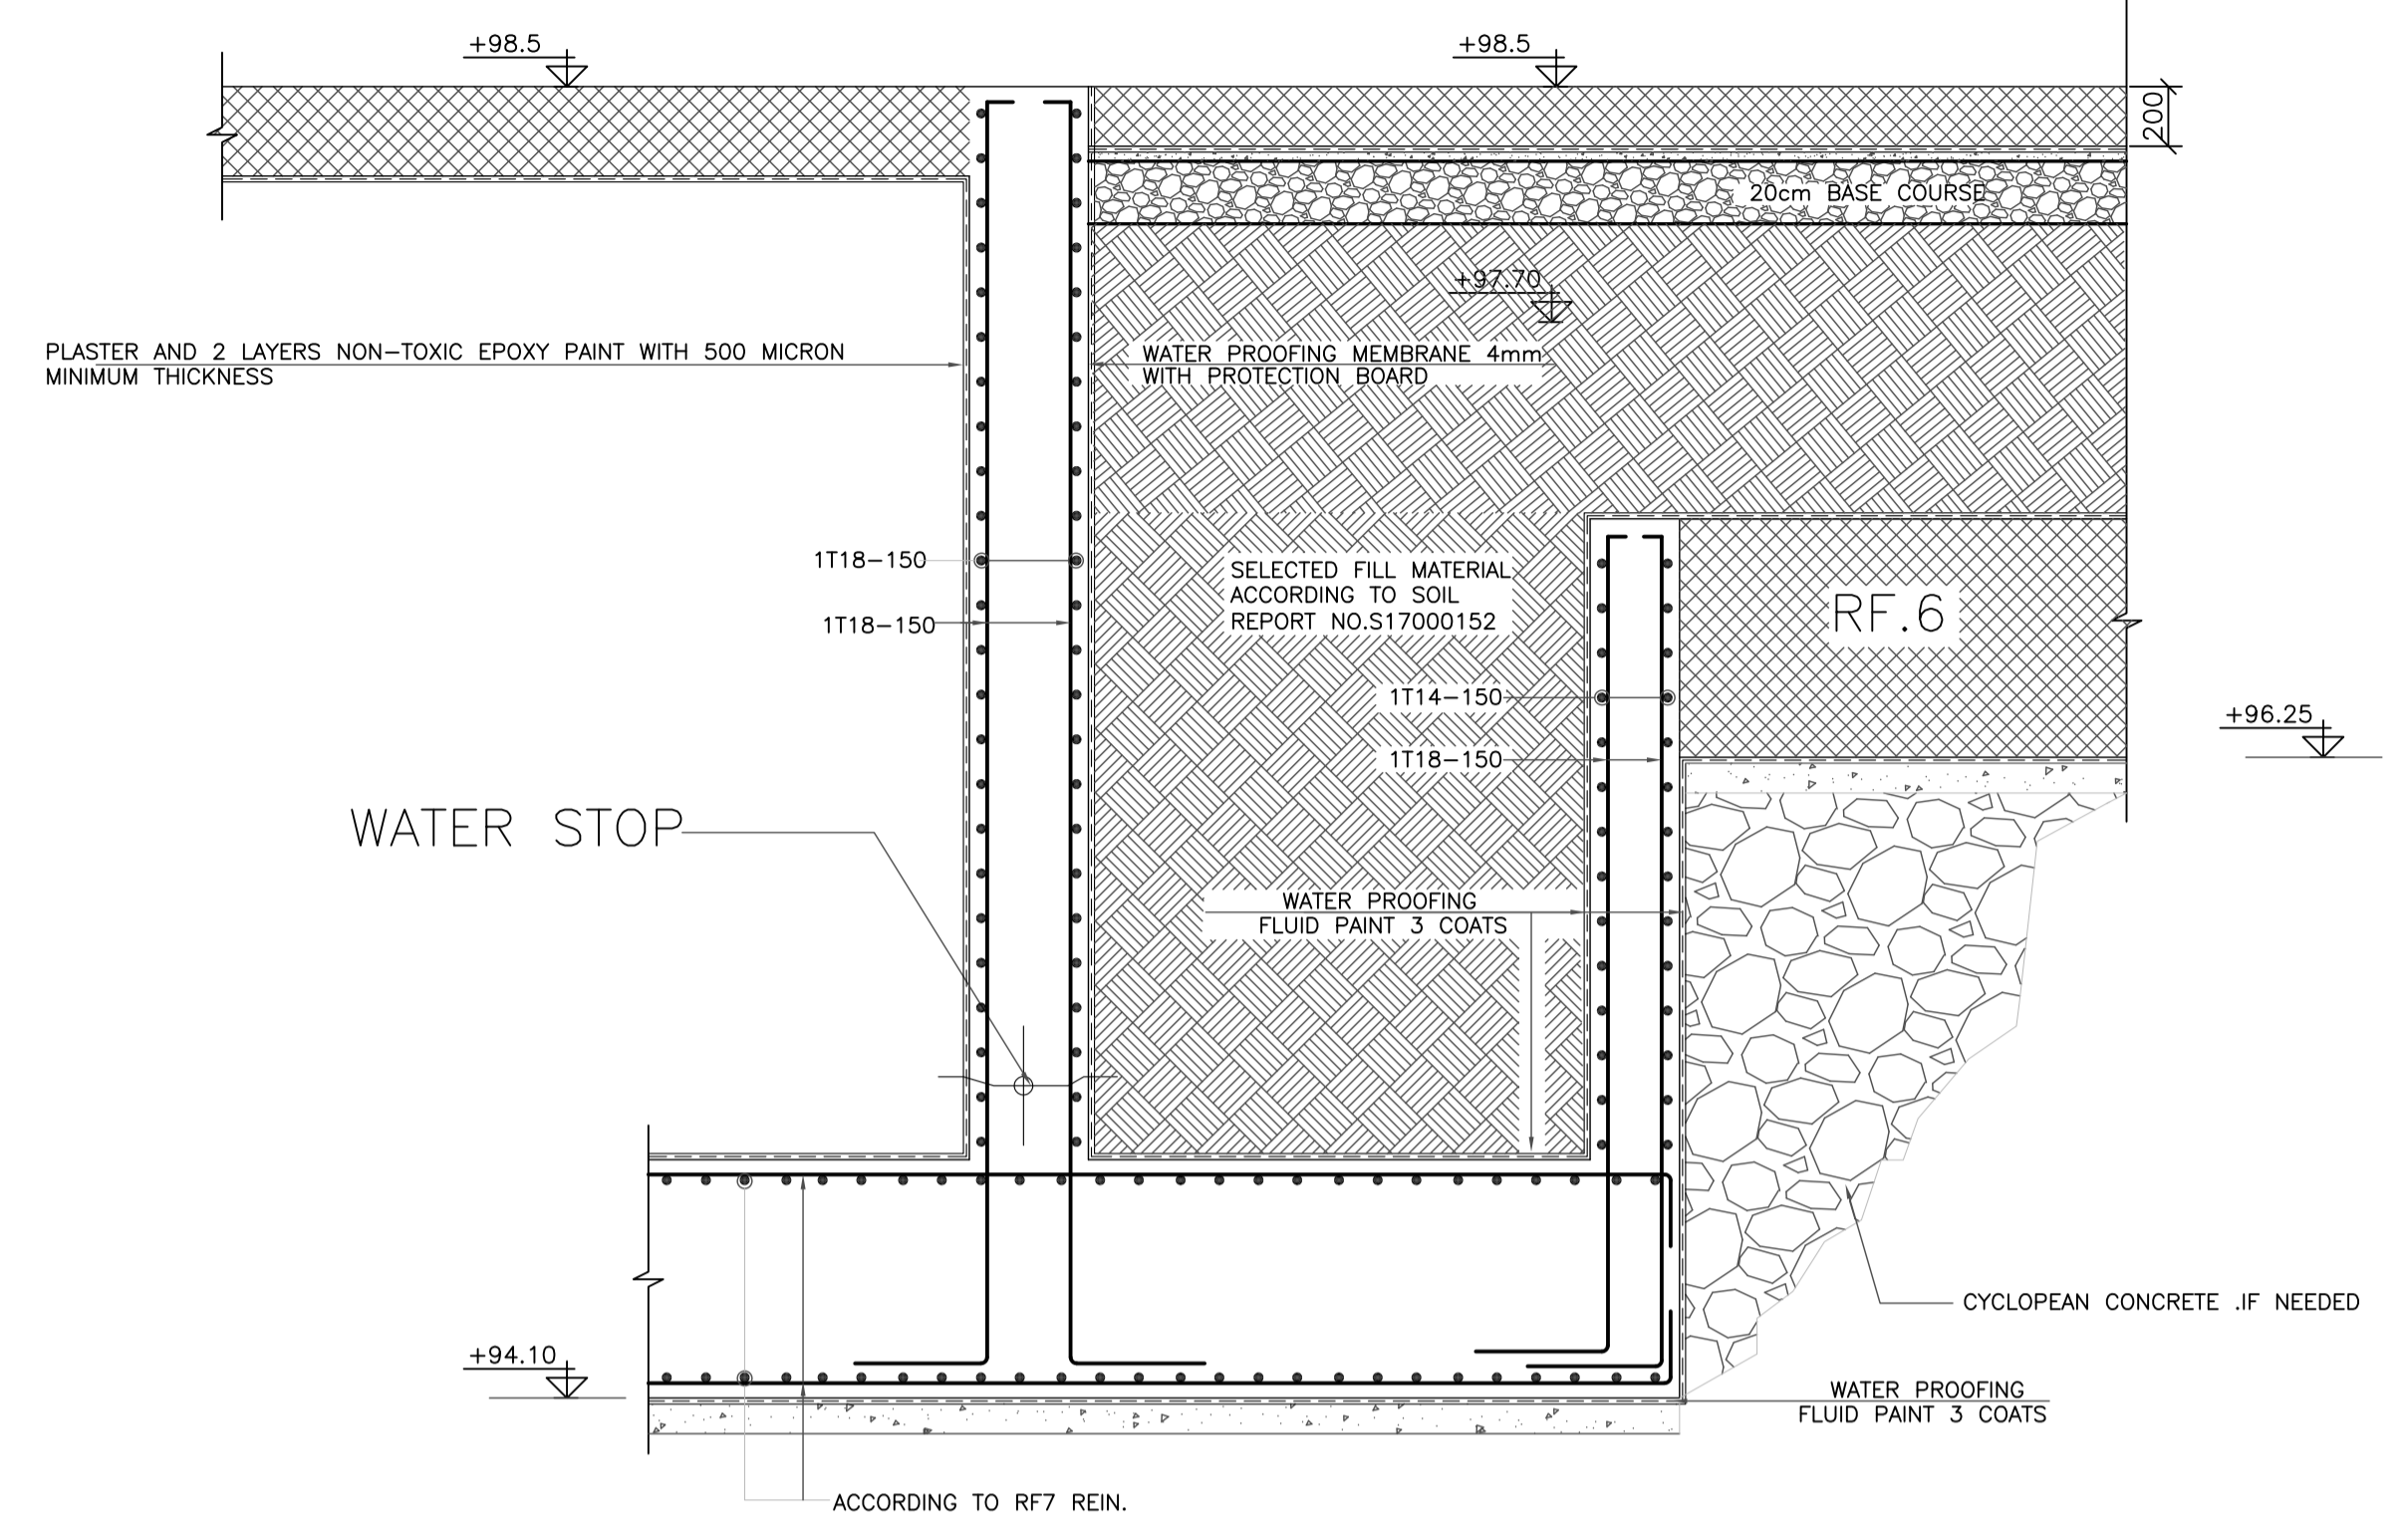 +98.5
+98.5
200
20cm BASE COURSE
+97.70
PLASTER AND 2 LAYERS NON-TOXIC EPOXY PAINT WITH 500 MICRON
MINIMUM THICKNESS
WATER PROOFING MEMBRANE 4mm
WITH PROTECTION BOARD
1T18-150
1T18-150
SELECTED FILL MATERIAL
ACCORDING TO SOIL
REPORT NO.S17000152
RF.6
1T14-150
1T18-150
+96.25
WATER STOP
WATER PROOFING
FLUID PAINT 3 COATS
CYCLOPEAN CONCRETE .IF NEEDED
+94.10
WATER PROOFING
FLUID PAINT 3 COATS
ACCORDING TO RF7 REIN.